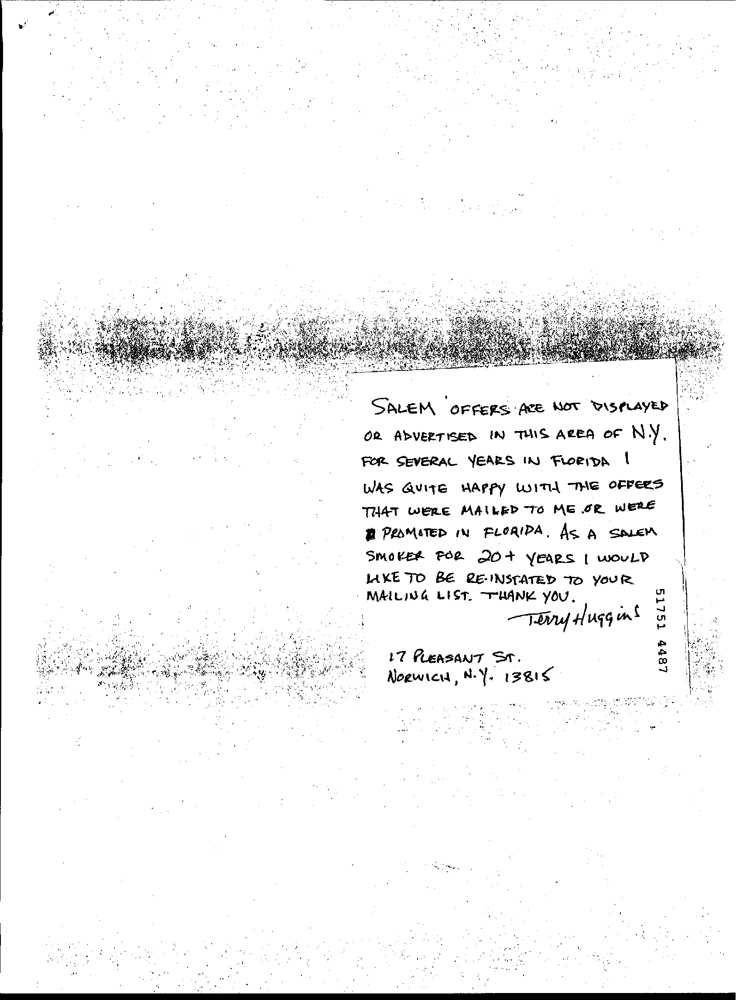 SALEM OFFERS ARE NOT DISPLAYED
OR ADVERTISED IN THIS AREA OF N.Y.
FOR SEVERAL YEARS IN FLORIDA I
WAS QUITE HAPPY WITH THE OFFERS
THAT WERE MAILED TO ME OR WERE
PROMOTED IN FLORIDA. AS A SALEM
SMOKER FOR 20+ YEARS I WOULD
LIKE TO BE RE-INSTATED TO YOUR
MAILING LIST. THANK YOU.
Terry Huggins
17 PLEASANT ST.
NORWICH, N.Y. 13815
51751 4487